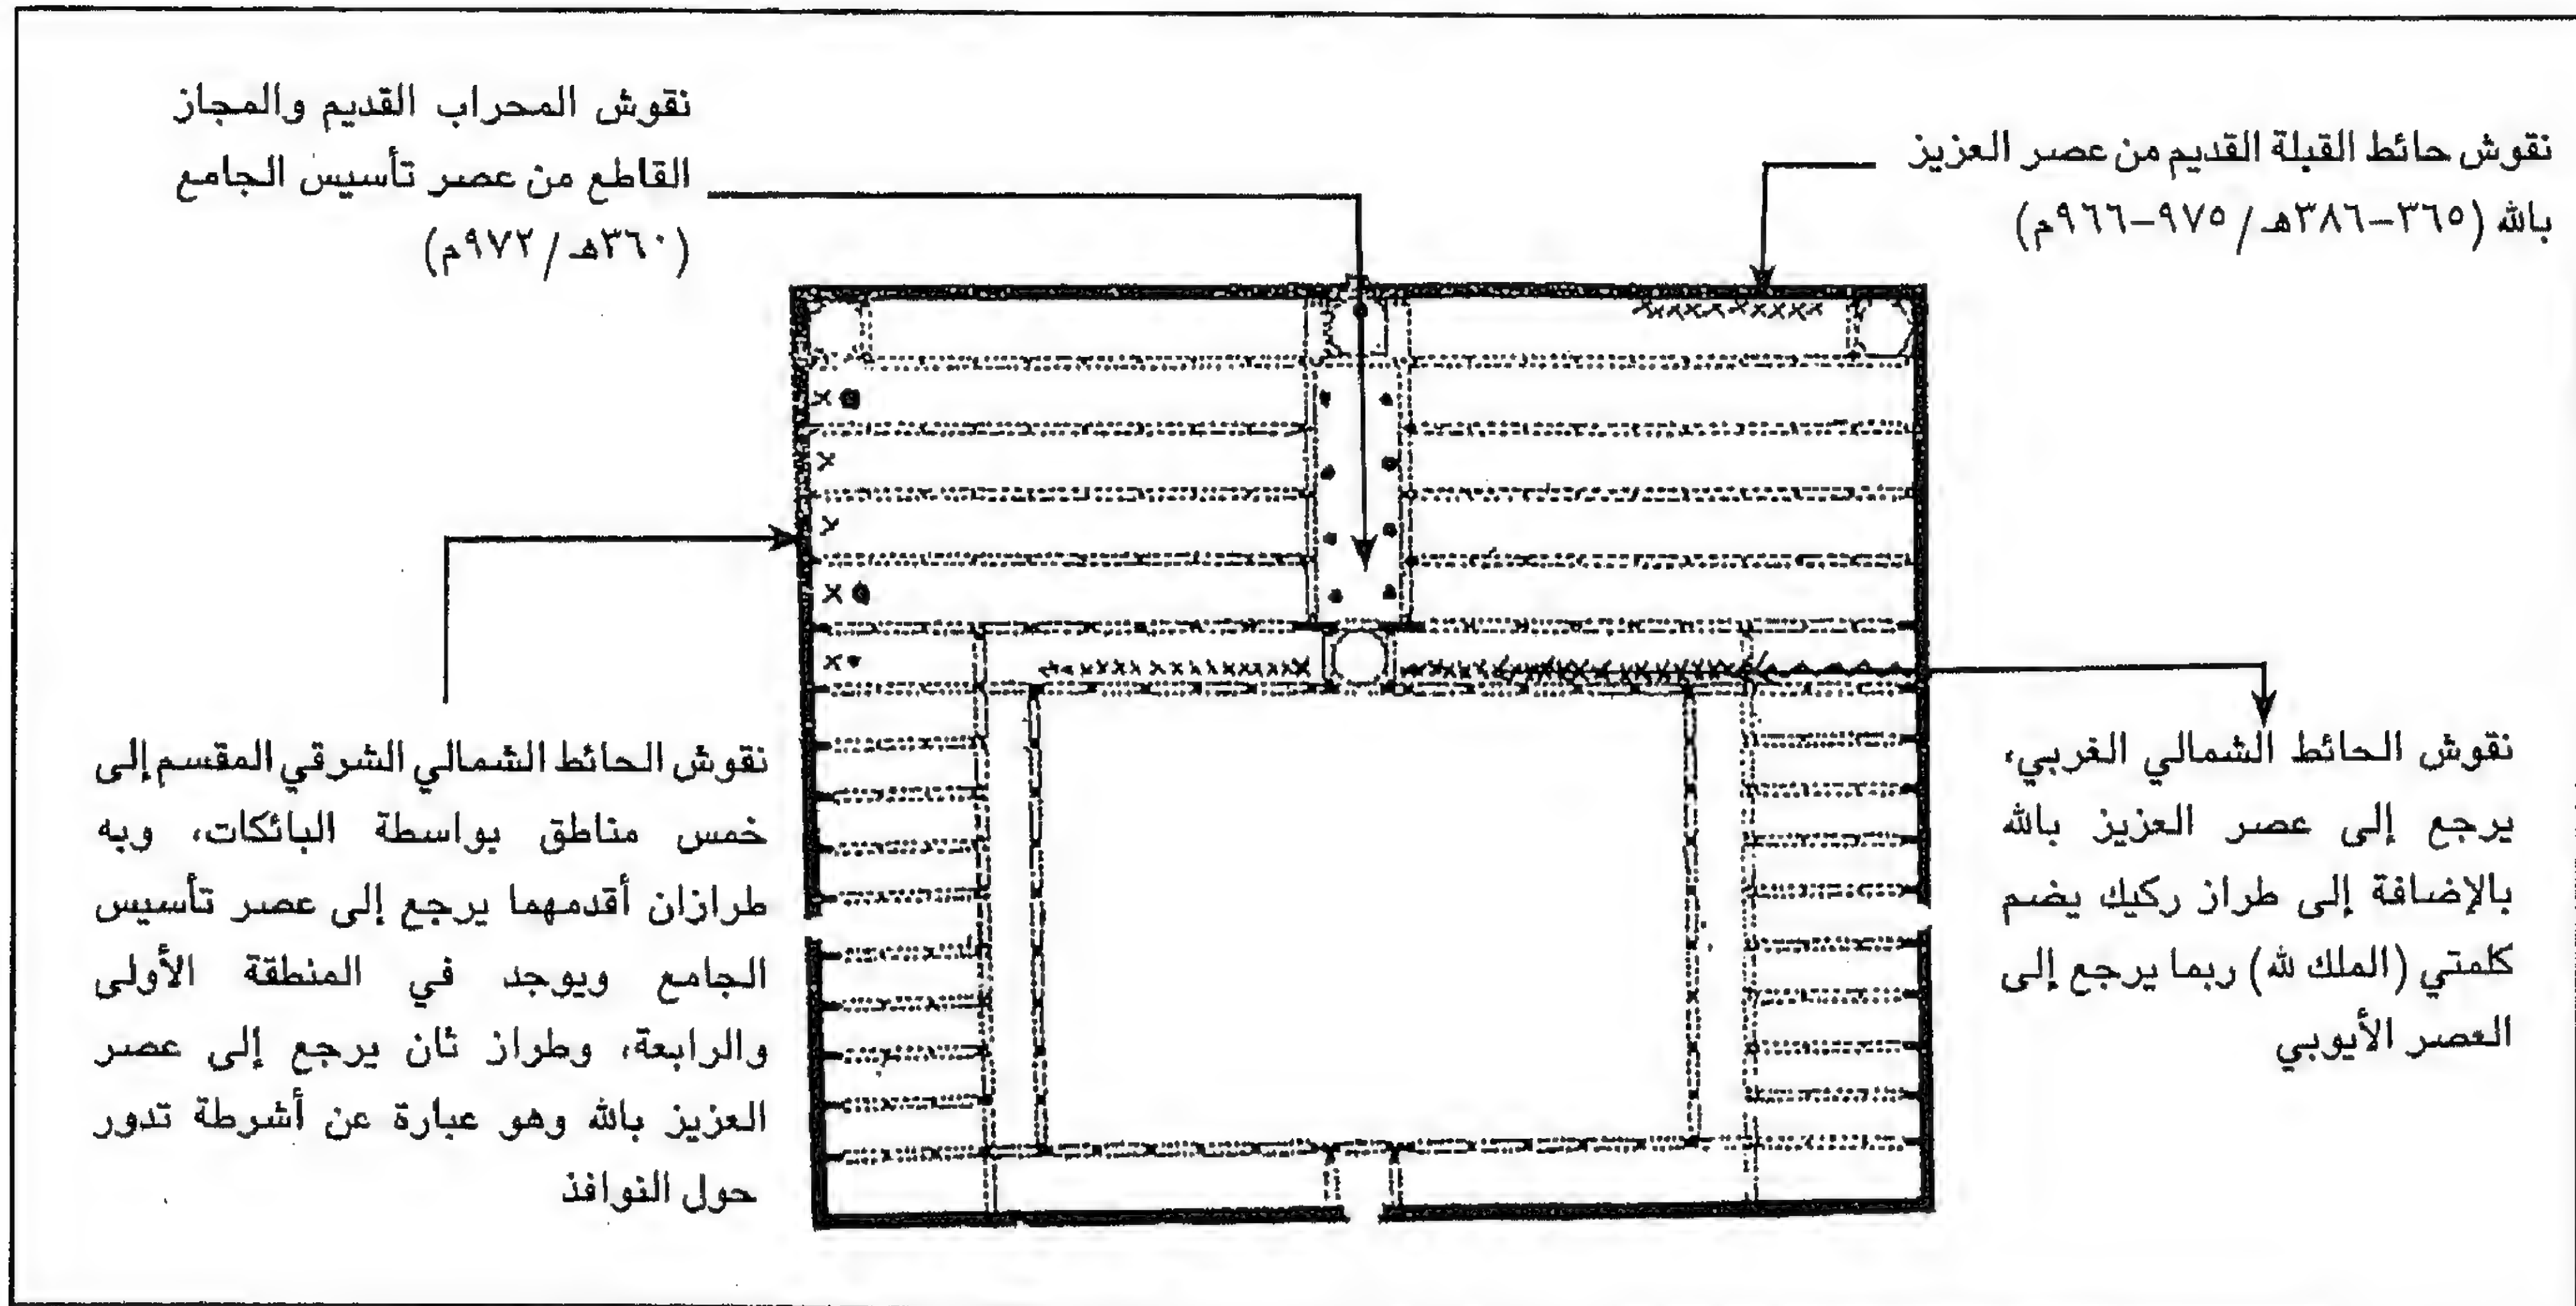 نقوش حائط القبلة القديم من عصر العزيز
بالله (٣٦٥–٣٨٦هـ/ ٩٧٥–٩٦٦م)
نقوش المحراب القديم والمجاز
القاطع من عصر تأسيس الجامع
(٣٦٠هـ/ ٩٧٢م)
نقوش الحائط الشمالي الغربي،
يرجع إلى عصر العزيز بالله
بالإضافة إلى طراز ركيك يضم
كلمتي (الملك لله) ربما يرجع إلى
العصر الأيوبي
نقوش الحائط الشمالي الشرقي المقسم إلى
خمس مناطق بواسطة البائكات، وبه
طرازان أقدمهما يرجع إلى عصر تأسيس
الجامع ويوجد في المنطقة الأولى
والرابعة، وطراز ثان يرجع إلى عصر
العزيز بالله وهو عبارة عن أشرطة تدور
حول النوافذ